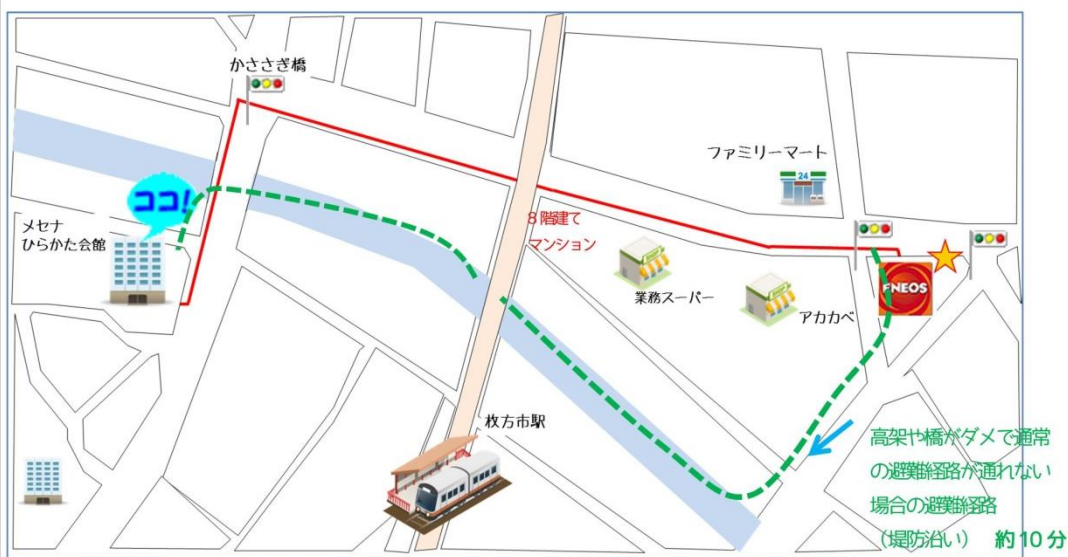 かささぎ橋
ファミリーマート
24
ココ!
メセナ
ひらかた会館
8階建て
マンション
業務スーパー
アカカベ
ENEOS
枚方市駅
高架や橋がダメで通常
の避難経路が通れない
場合の避難経路
（堤防沿い） 約10分